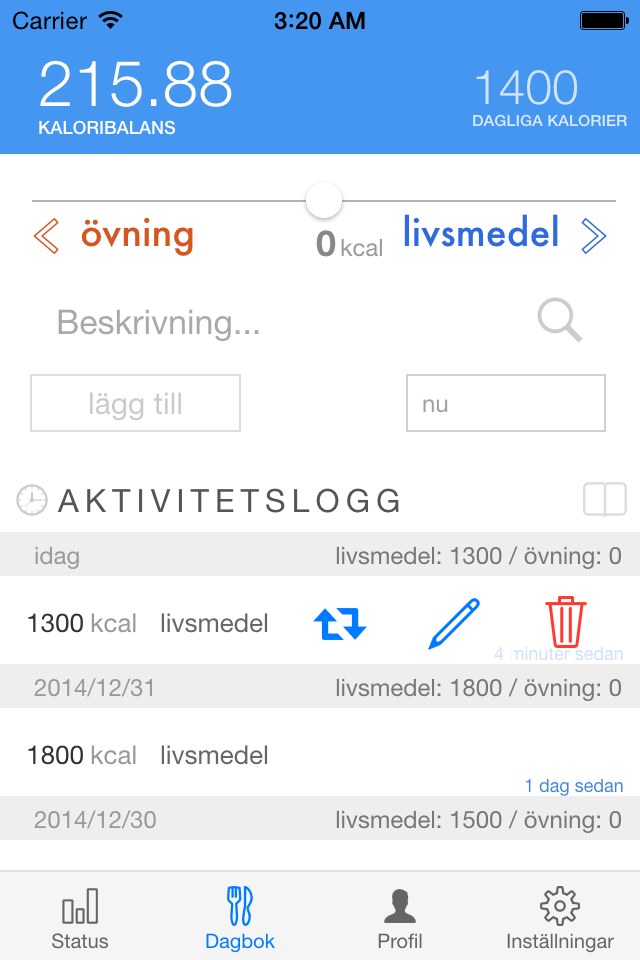 Carrier 3:20 AM
215.88 1400
KALORIBALANS DAGLIGA KALORIER
övning 0 kcal livsmedel
Beskrivning...
lägg till nu
AKTIVITETSLOGG
idag livsmedel: 1300 / övning: 0
1300 kcal livsmedel
4 minuter sedan
2014/12/31 livsmedel: 1800 / övning: 0
1800 kcal livsmedel
1 dag sedan
2014/12/30 livsmedel: 1500 / övning: 0
Status Dagbok Profil Inställningar